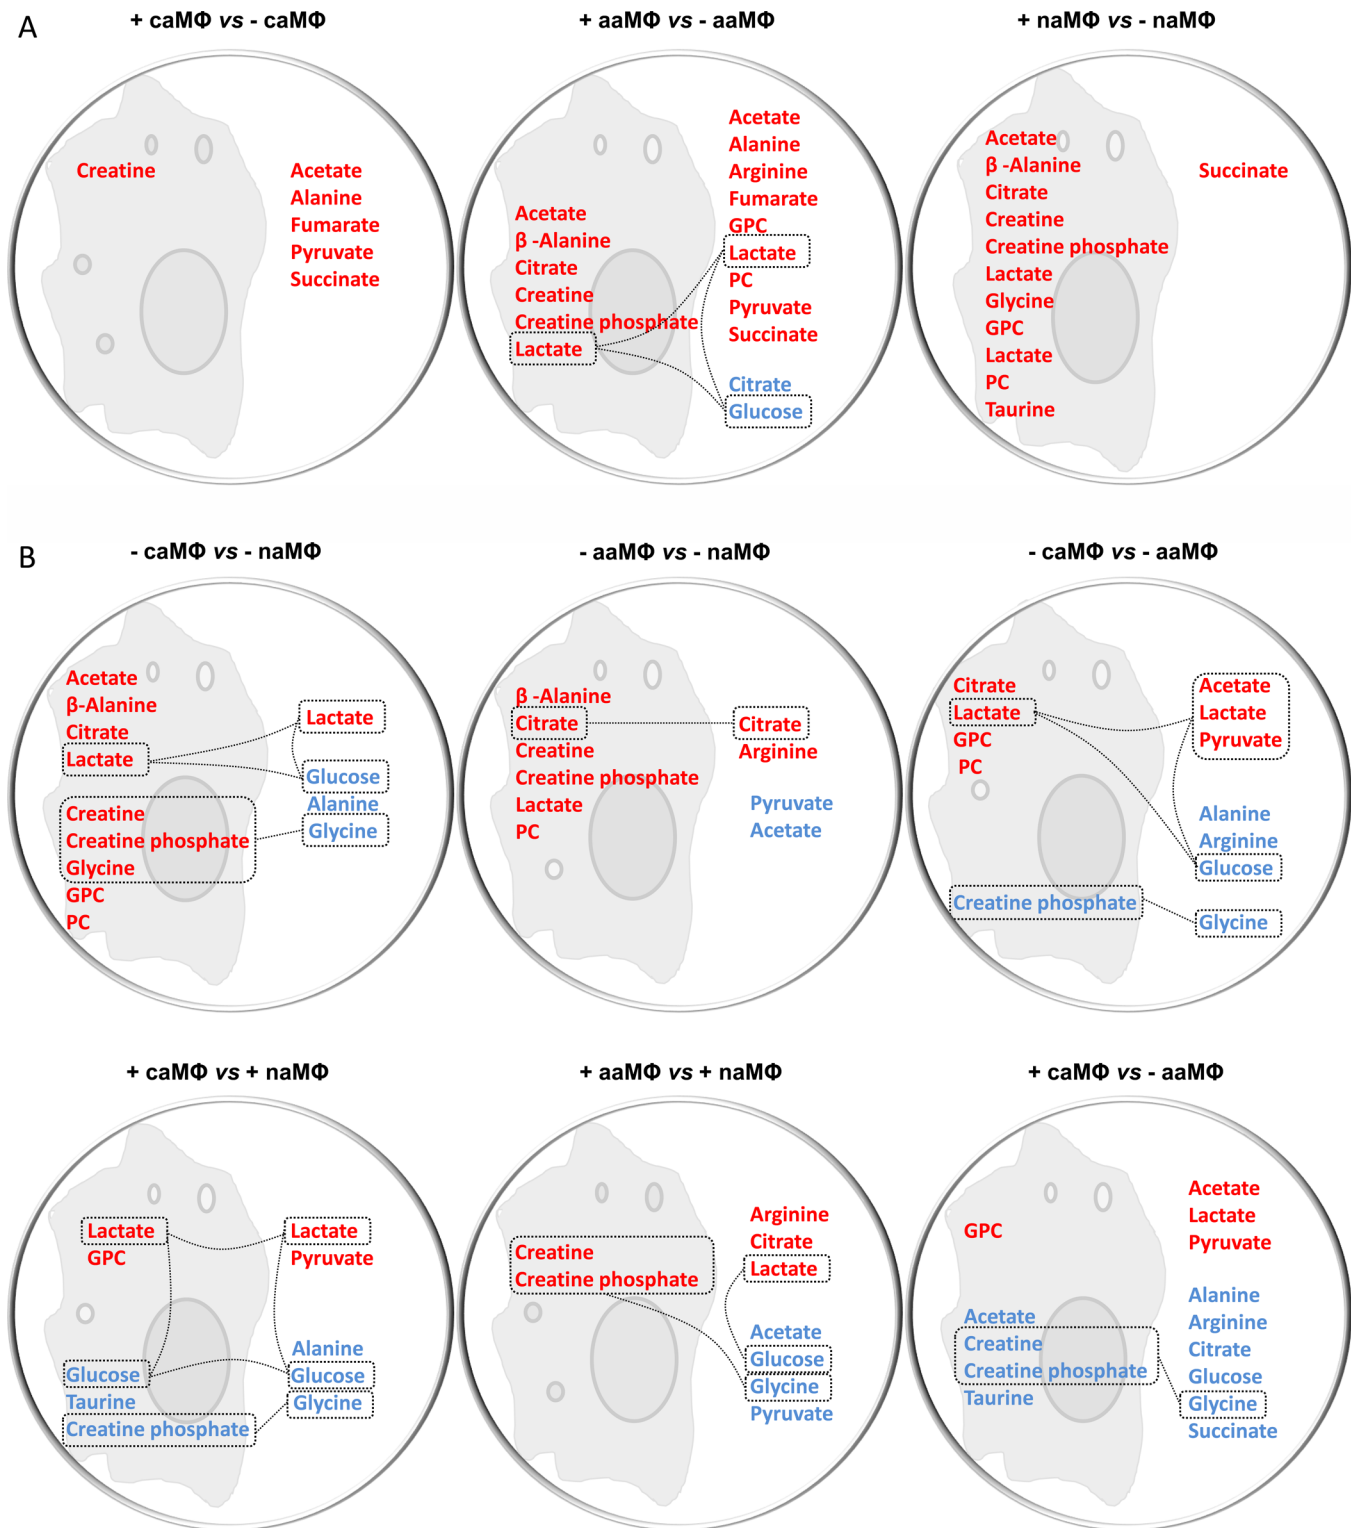 A
+ caMΦ vs - caMΦ
Creatine
Acetate
Alanine
Fumarate
Pyruvate
Succinate
+ aaMΦ vs - aaMΦ
Acetate
β -Alanine
Citrate
Creatine
Creatine phosphate
Lactate
Acetate
Alanine
Arginine
Fumarate
GPC
Lactate
PC
Pyruvate
Succinate
Citrate
Glucose
+ naMΦ vs - naMΦ
Acetate
β -Alanine
Citrate
Creatine
Creatine phosphate
Lactate
Glycine
GPC
Lactate
PC
Taurine
Succinate
B
- caMΦ vs - naMΦ
Acetate
β-Alanine
Citrate
Lactate
Creatine
Creatine phosphate
Glycine
GPC
PC
Lactate
Glucose
Alanine
Glycine
- aaMΦ vs - naMΦ
β -Alanine
Citrate
Creatine
Creatine phosphate
Lactate
PC
Citrate
Arginine
Pyruvate
Acetate
- caMΦ vs - aaMΦ
Citrate
Lactate
GPC
PC
Creatine phosphate
Acetate
Lactate
Pyruvate
Alanine
Arginine
Glucose
Glycine
+ caMΦ vs + naMΦ
Lactate
GPC
Glucose
Taurine
Creatine phosphate
Lactate
Pyruvate
Alanine
Glucose
Glycine
+ aaMΦ vs + naMΦ
Creatine
Creatine phosphate
Arginine
Citrate
Lactate
Acetate
Glucose
Glycine
Pyruvate
+ caMΦ vs - aaMΦ
GPC
Acetate
Creatine
Creatine phosphate
Taurine
Acetate
Lactate
Pyruvate
Alanine
Arginine
Citrate
Glucose
Glycine
Succinate